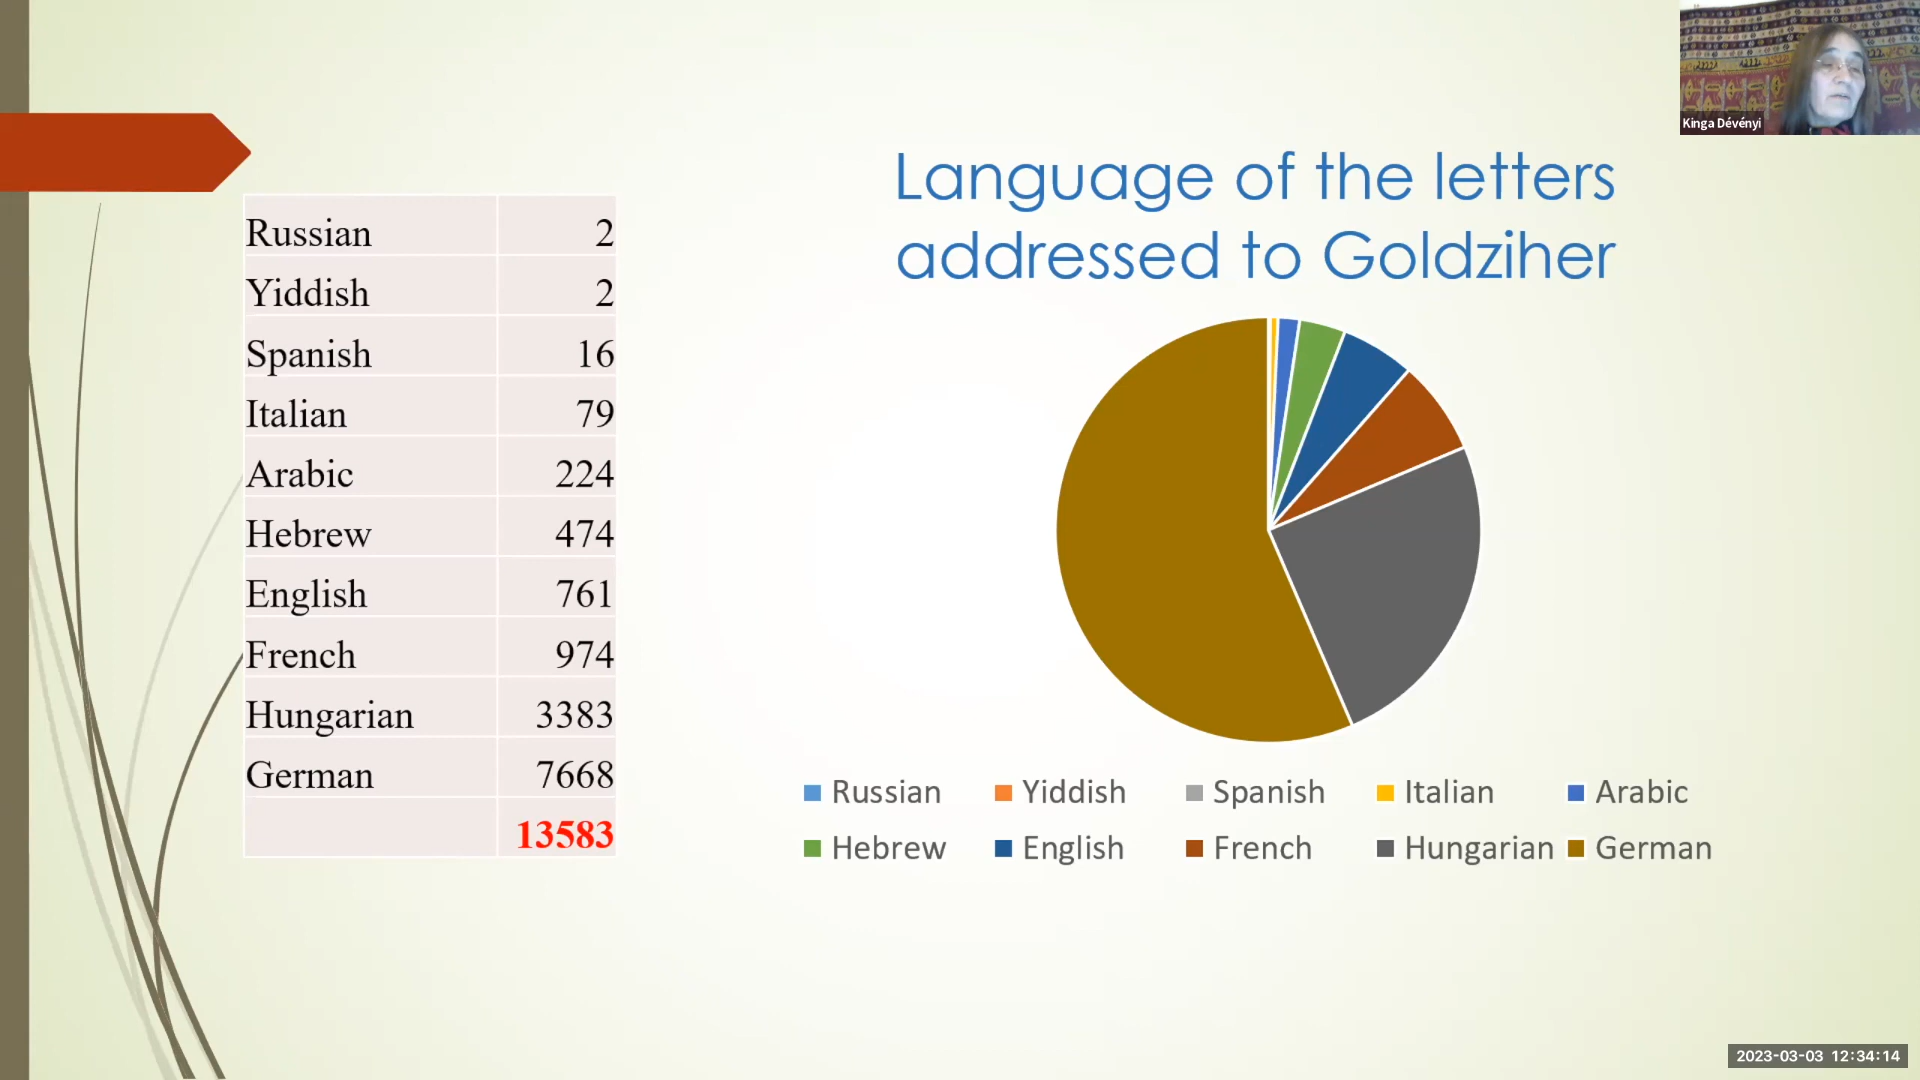 Kinga Dévényi
Language of the letters
addressed to Goldziher
Russian 2
Yiddish 2
Spanish 16
Italian 79
Arabic 224
Hebrew 474
English 761
French 974
Hungarian 3383
German 7668
13583
Russian Yiddish Spanish Italian Arabic
Hebrew English French Hungarian German
2023-03-03 12:34:14